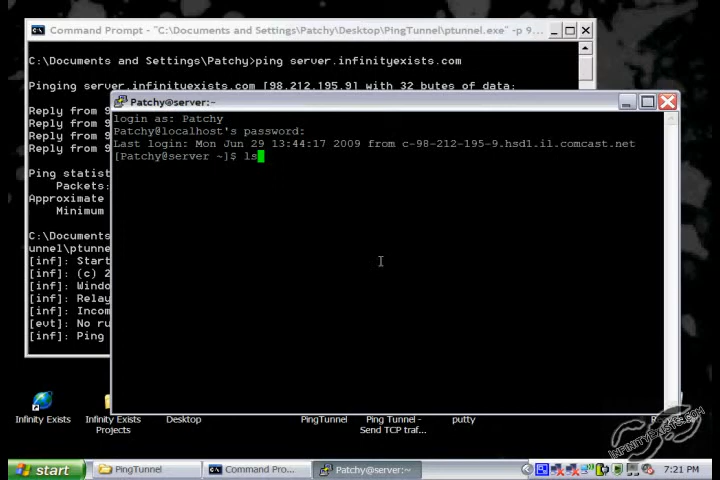 Command Prompt - "C:\Documents and Settings\Patchy\Desktop\PingTunnel\ptunnel.exe" -p 9...
C:\Documents and Settings\Patchy>ping server.infinityexists.com
Pinging server.infinityexists.com [98.212.195.9] with 32 bytes of data:
Reply from 9
Reply from 9
Reply from 9
Reply from 9
Ping statist
Packets:
Approximate
Minimum
C:\Documents
unnel\ptunne
[inf]: Start
[inf]: (c) 2
[inf]: Windo
[inf]: Relay
[inf]: Incom
[evt]: No ru
[inf]: Ping
Patchy@server:~
login as: Patchy
Patchy@localhost's password:
Last login: Mon Jun 29 13:44:17 2009 from c-98-212-195-9.hsd1.il.comcast.net
[Patchy@server ~]$ ls
Infinity Exists
Infinity Exists Projects
Desktop
PingTunnel
Ping Tunnel - Send TCP traf...
putty
INFINITYEXISTS.COM
start
PingTunnel
Command Pro...
Patchy@server:~
7:21 PM